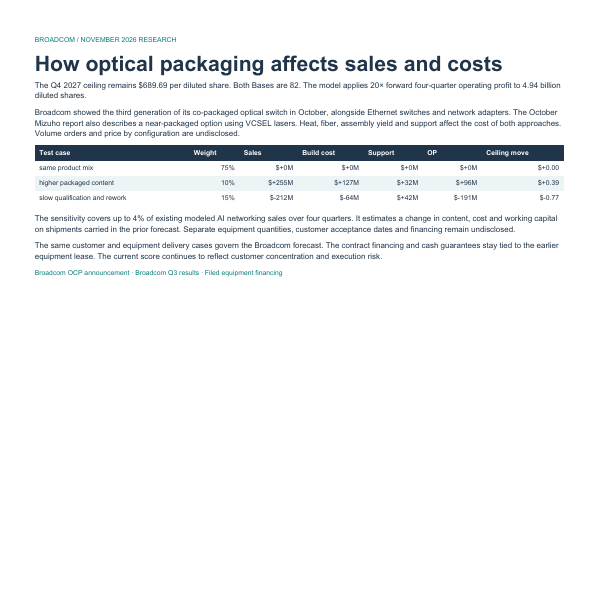 BROADCOM / NOVEMBER 2026 RESEARCH
How optical packaging affects sales and costs
The Q4 2027 ceiling remains $689.69 per diluted share. Both Bases are 82. The model applies 20× forward four-quarter operating profit to 4.94 billion
diluted shares.
Broadcom showed the third generation of its co-packaged optical switch in October, alongside Ethernet switches and network adapters. The October
Mizuho report also describes a near-packaged option using VCSEL lasers. Heat, fiber, assembly yield and support affect the cost of both approaches.
Volume orders and price by configuration are undisclosed.
Test case Weight Sales Build cost Support OP Ceiling move
same product mix 75% $+0M $+0M $+0M $+0M $+0.00
higher packaged content 10% $+255M $+127M $+32M $+96M $+0.39
slow qualification and rework 15% $-212M $-64M $+42M $-191M $-0.77
The sensitivity covers up to 4% of existing modeled AI networking sales over four quarters. It estimates a change in content, cost and working capital
on shipments carried in the prior forecast. Separate equipment quantities, customer acceptance dates and financing remain undisclosed.
The same customer and equipment delivery cases govern the Broadcom forecast. The contract financing and cash gates stay tied to the earlier
equipment lease. The current score continues to reflect customer concentration and execution risk.
Broadcom OCP announcement · Broadcom Q3 results · Filed equipment financing